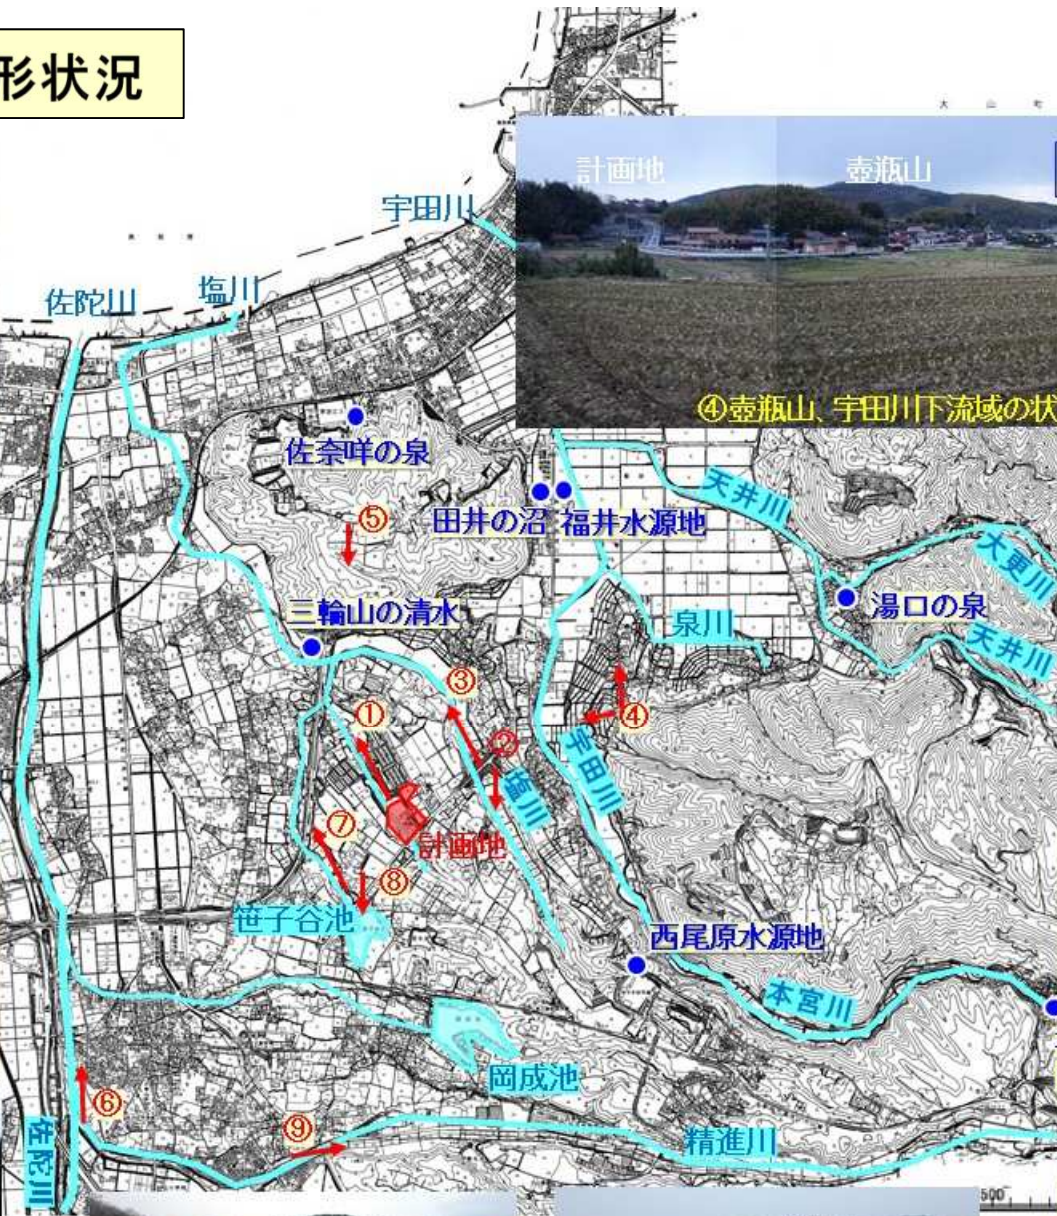 形状況
大 山 町
計画地
壺瓶山
宇田川
佐陀川
塩川
④壺瓶山、宇田川下流域の状
佐奈咩の泉
天井川
⑤
田井の沼
福井水源地
大更川
三輪山の清水
湯口の泉
泉川
天井川
③
①
④
②
宇田川
塩川
⑦
計画地
⑧
笹子谷池
西尾原水源地
本宮川
岡成池
⑥
⑨
精進川
佐陀川
500